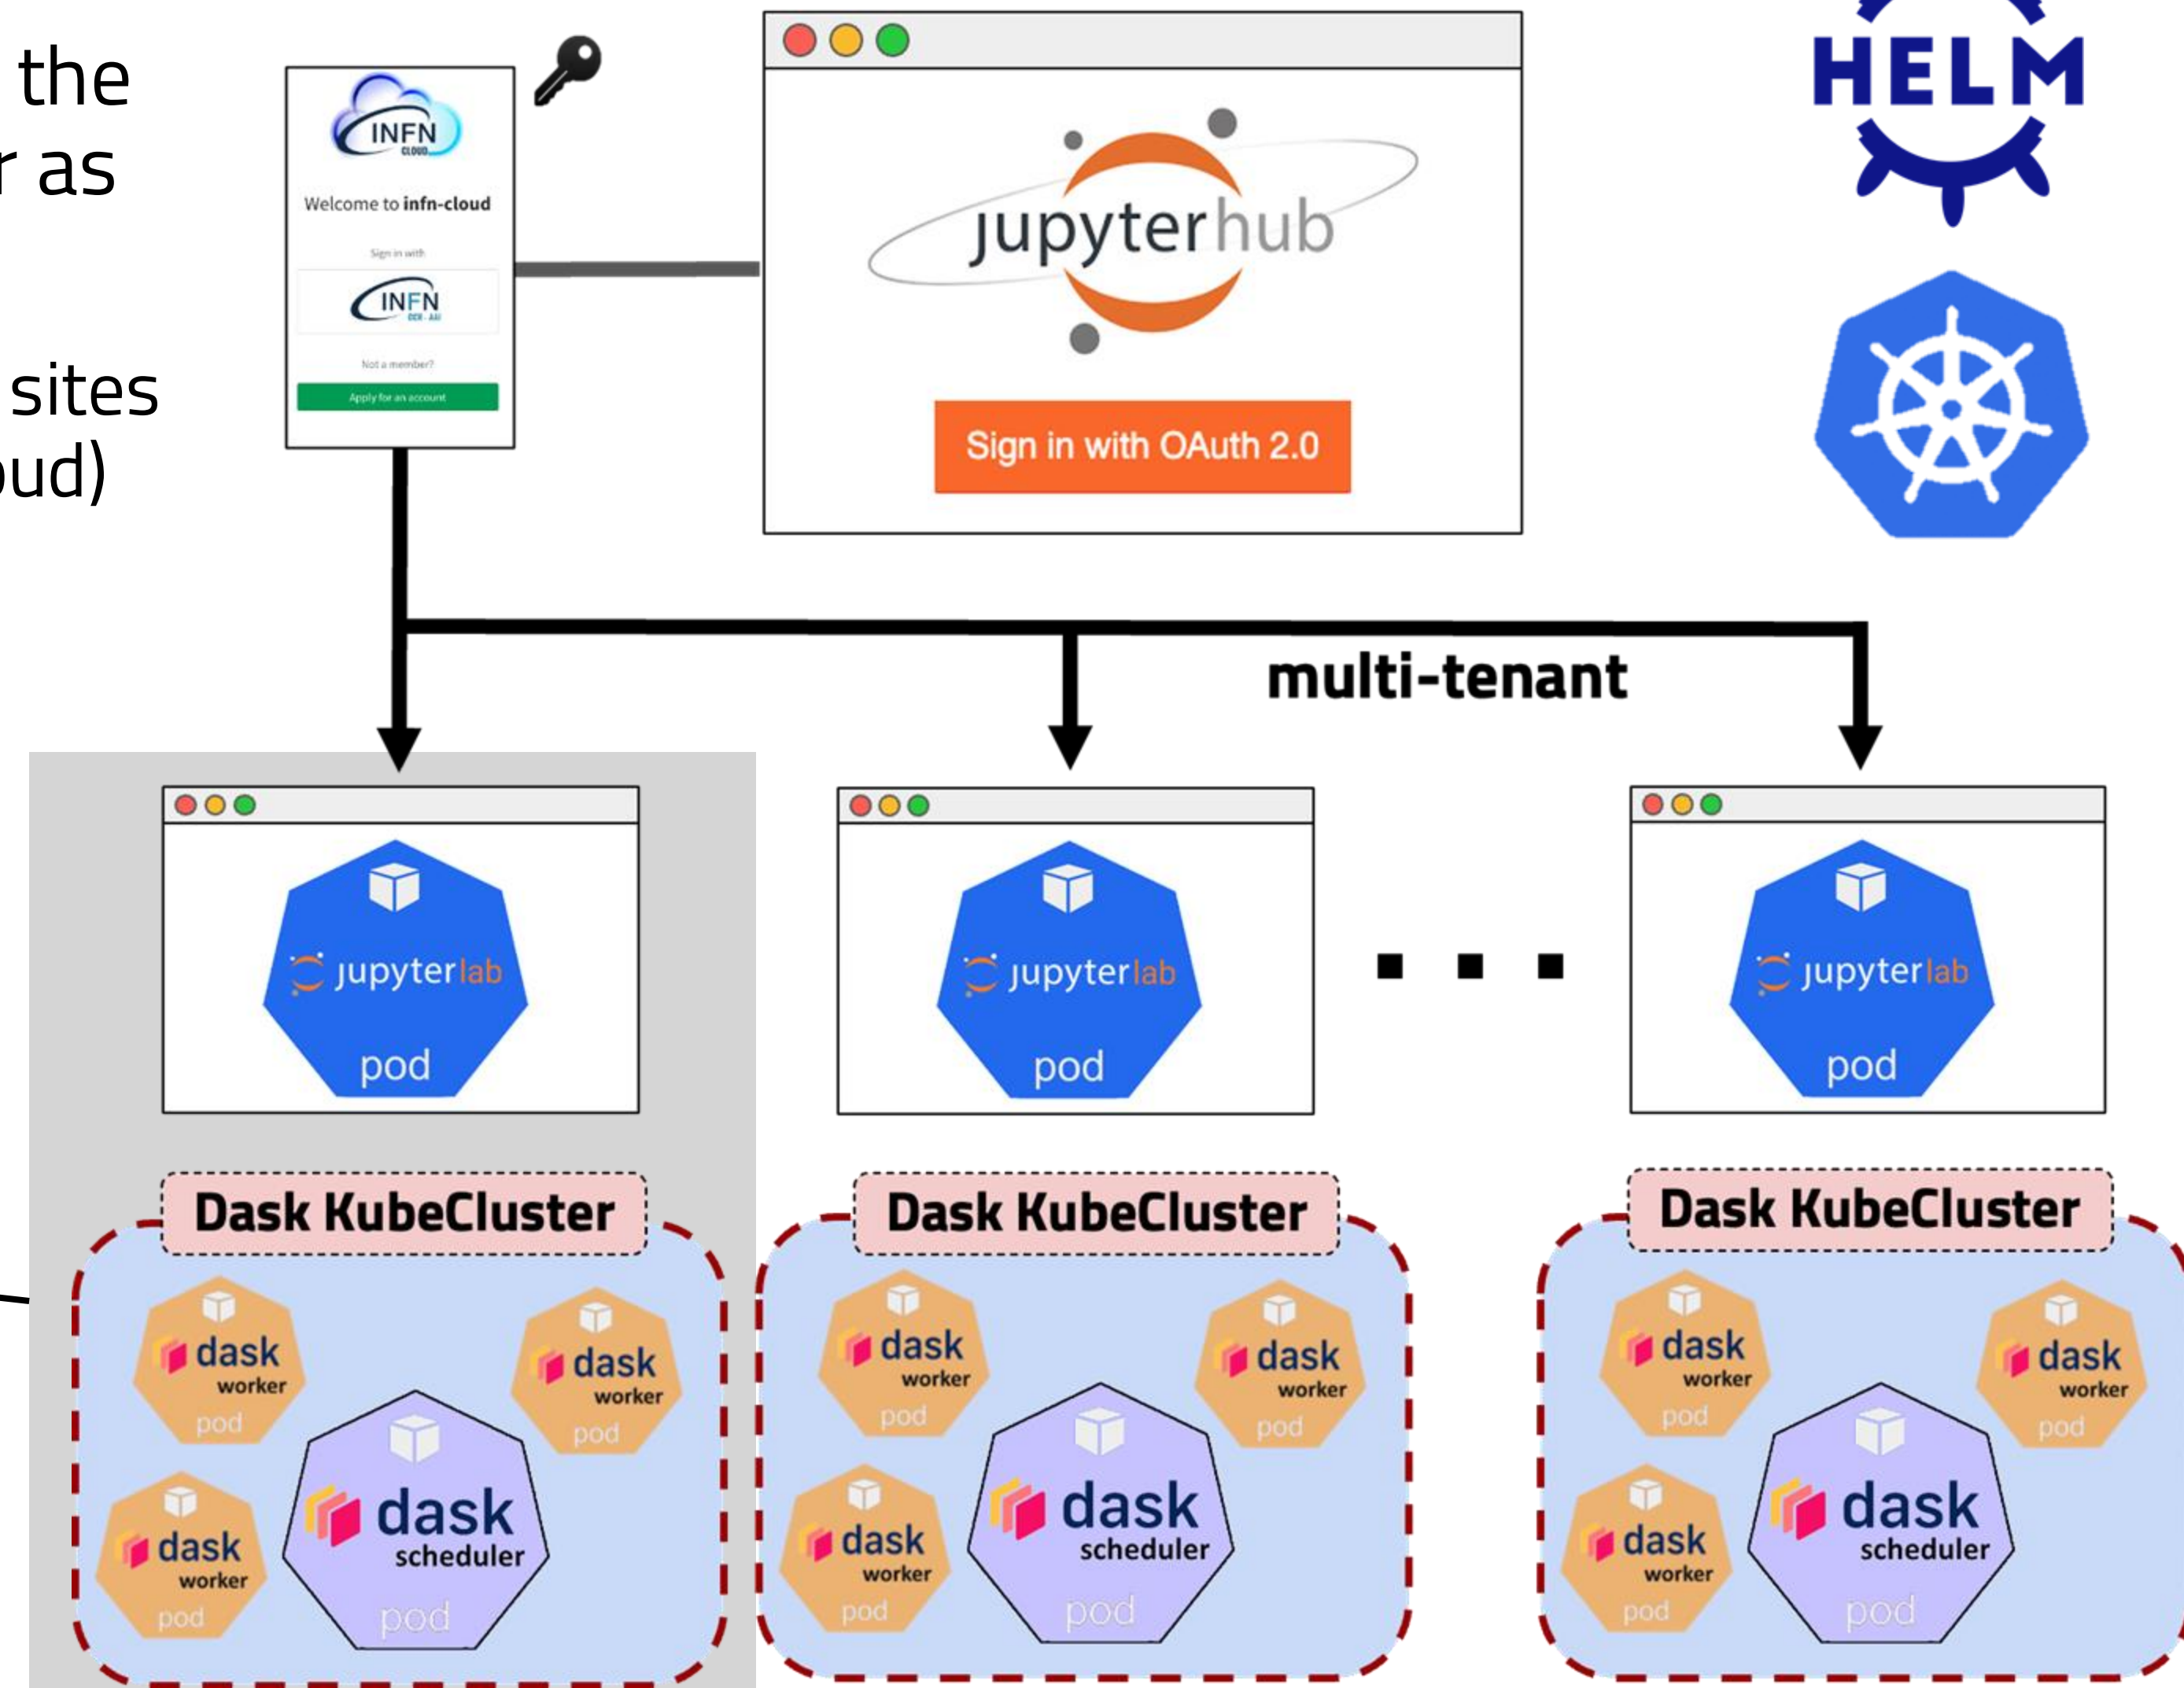 the
r as
sites
oud)
INFN
CLOUD
Welcome to infn-cloud
Sign in with
INFN
CCR - AAI
Not a member?
Apply for an account
jupyterhub
Sign in with OAuth 2.0
HELM
multi-tenant
jupyterlab
pod
jupyterlab
pod
jupyterlab
pod
Dask KubeCluster
dask
worker
pod
dask
worker
pod
dask
worker
pod
dask
scheduler
pod
Dask KubeCluster
dask
worker
pod
dask
worker
pod
dask
worker
pod
dask
scheduler
pod
Dask KubeCluster
dask
worker
pod
dask
worker
pod
dask
worker
pod
dask
scheduler
pod